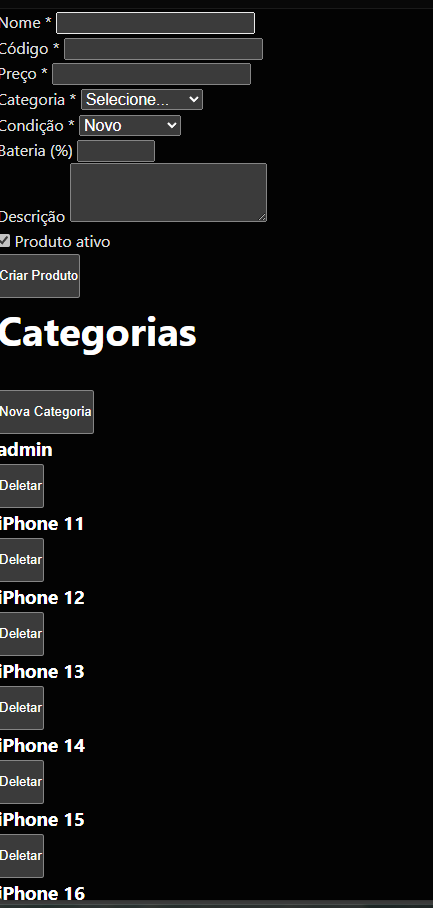 Nome *
Código *
Preço *
Categoria * Selecione...
Condição * Novo
Bateria (%)
Descrição
Produto ativo
Criar Produto
Categorias
Nova Categoria
admin
Deletar
iPhone 11
Deletar
iPhone 12
Deletar
iPhone 13
Deletar
iPhone 14
Deletar
iPhone 15
Deletar
iPhone 16